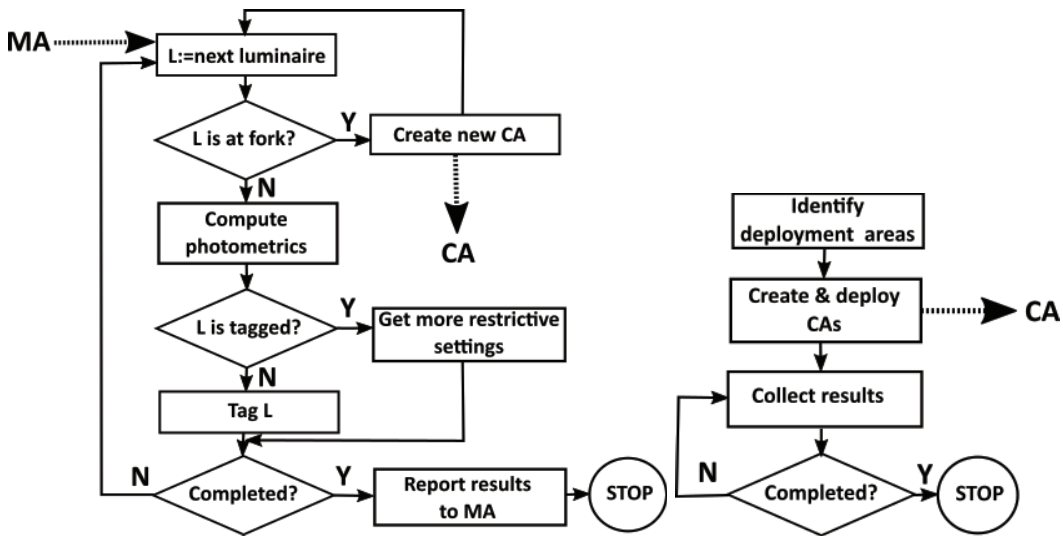 MA
L:=next luminaire
L is at fork?
Y
Create new CA
CA
N
Compute
photometrics
L is tagged?
Y
Get more restrictive
settings
N
Tag L
Completed?
N
Y
Report results
to MA
STOP
Identify
deployment areas
Create & deploy
CAs
CA
Collect results
Completed?
N
Y
STOP